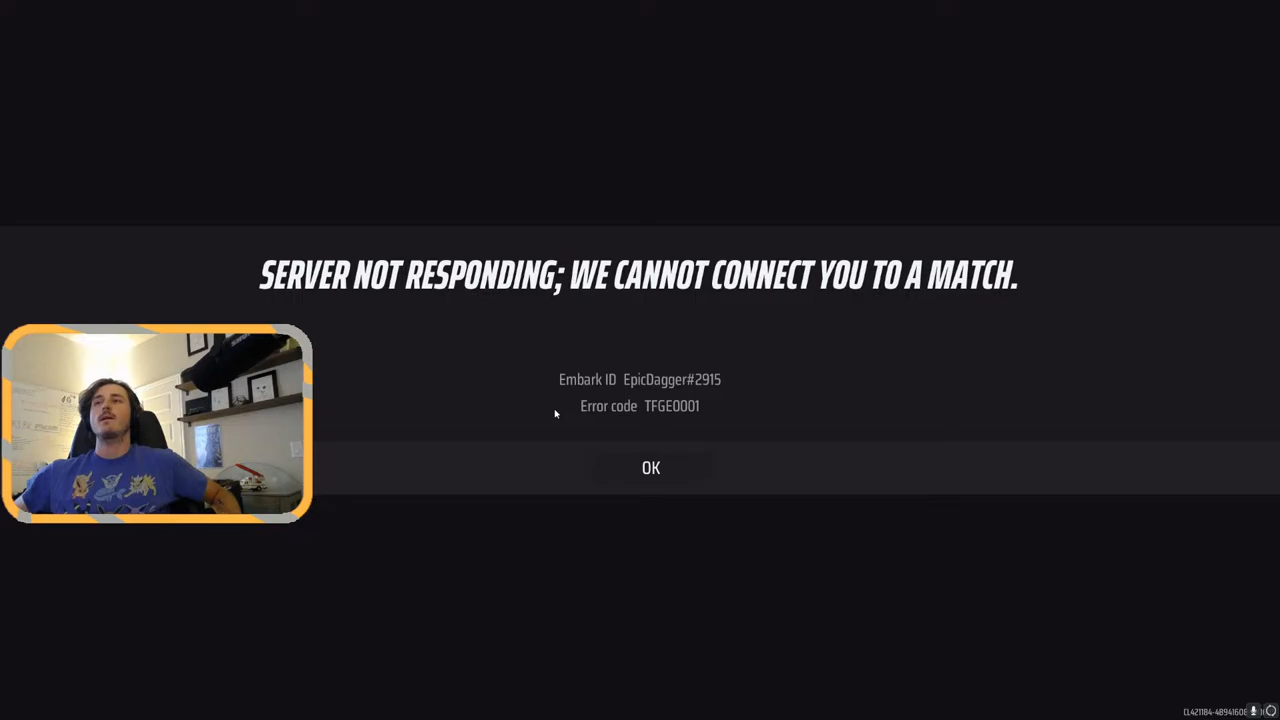 SERVER NOT RESPONDING; WE CANNOT CONNECT YOU TO A MATCH.
Embark ID EpicDagger#2915
Error code TFGE0001
OK